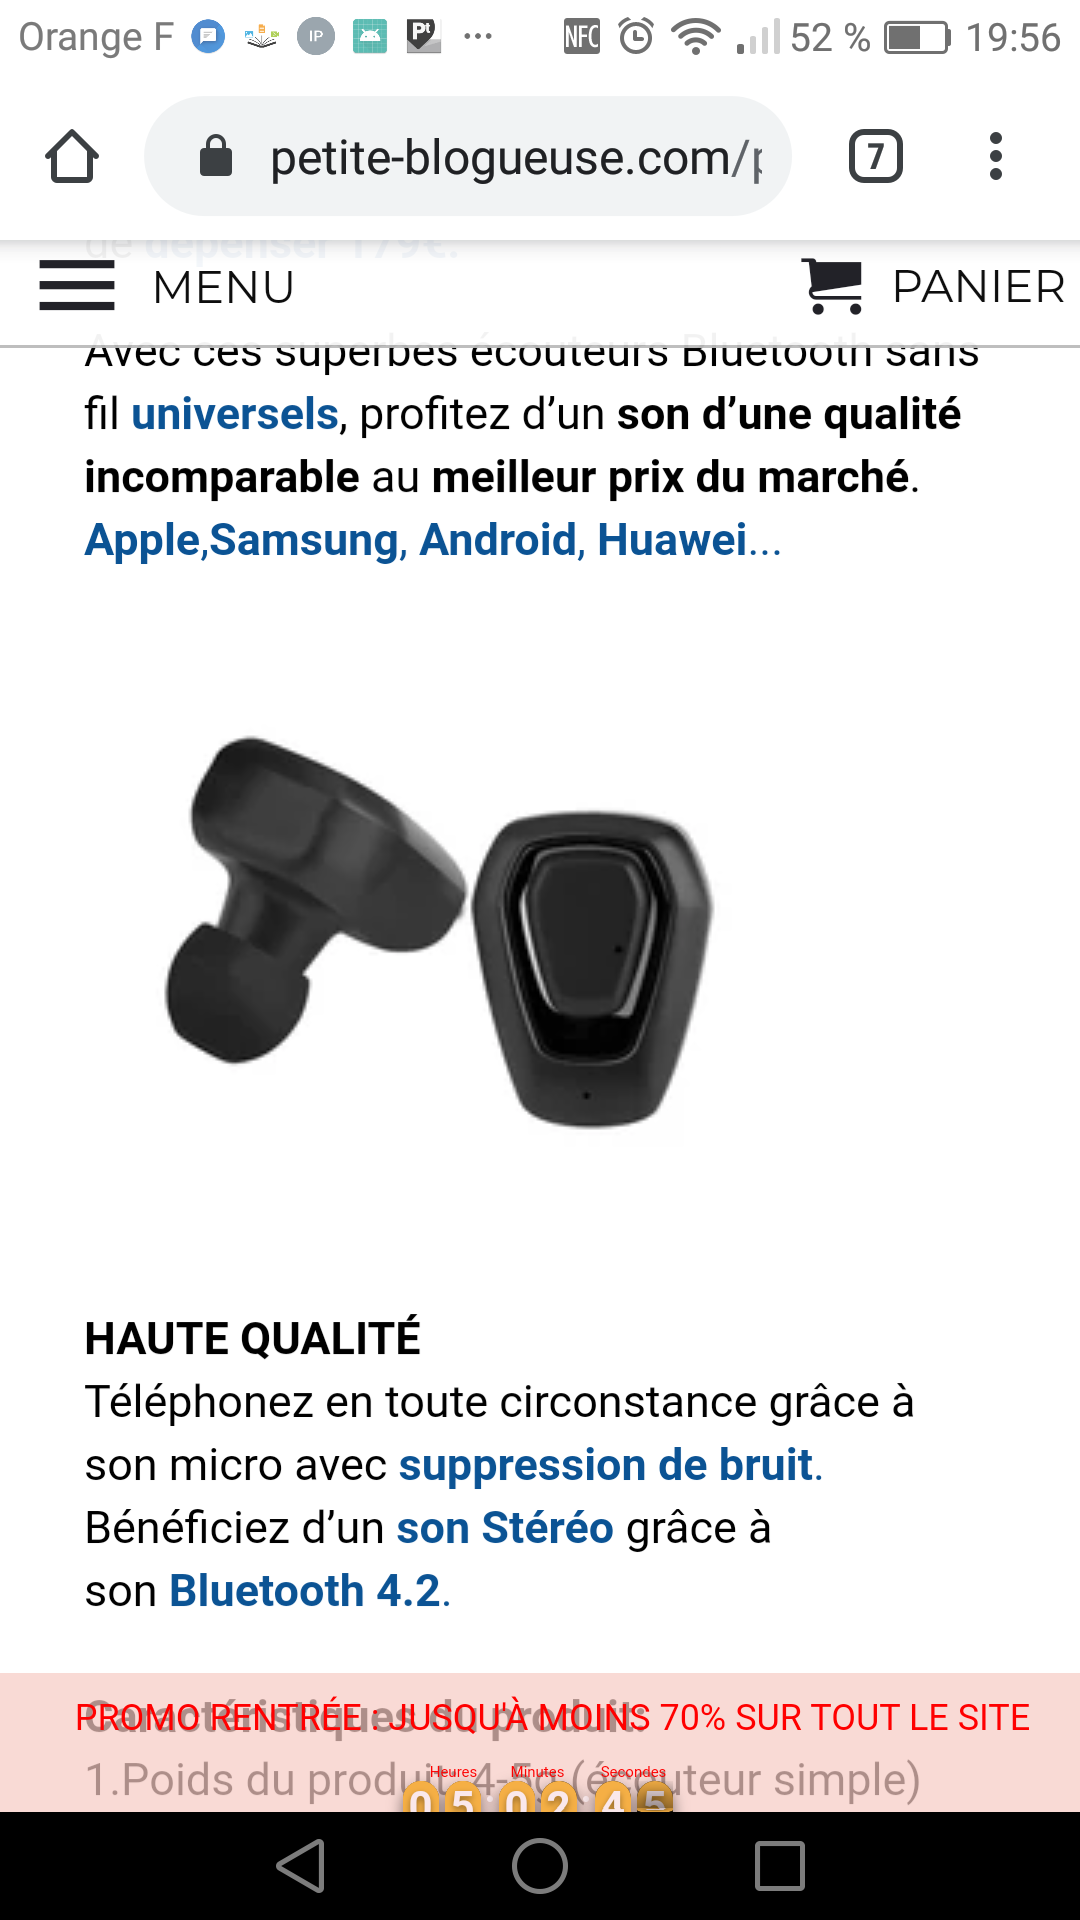 Orange F IP Pt ... NFC 52 % 19:56
petite-blogueuse.com/p 7
de dépenser 179€.
MENU PANIER
Avec ces superbes écouteurs Bluetooth sans
fil universels, profitez d’un son d’une qualité
incomparable au meilleur prix du marché.
Apple,Samsung, Android, Huawei...
HAUTE QUALITÉ
Téléphonez en toute circonstance grâce à
son micro avec suppression de bruit.
Bénéficiez d’un son Stéréo grâce à
son Bluetooth 4.2.
Caractéristiques du produit:
PROMO RENTRÉE : JUSQU'À MOINS 70% SUR TOUT LE SITE
1.Poids du produit: 4-5g (écouteur simple)
Heures Minutes Secondes
05 02 45